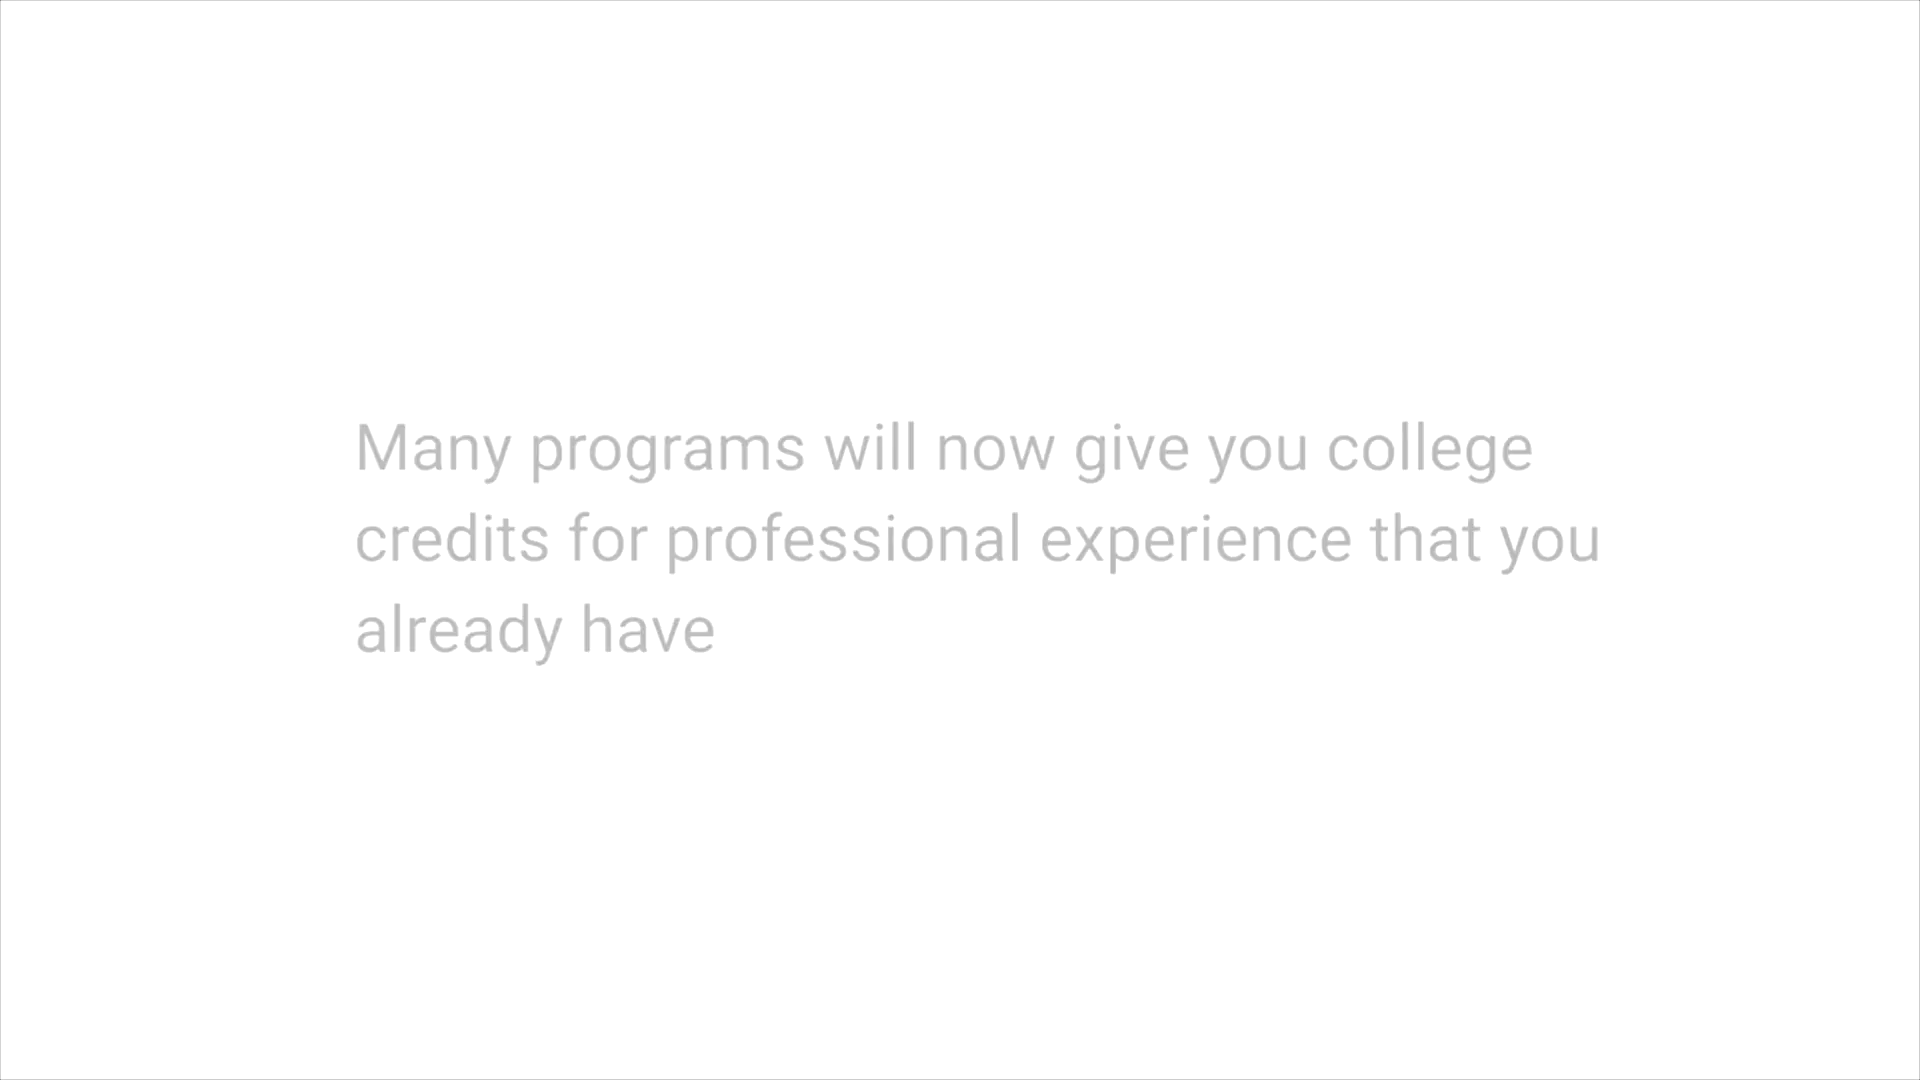 Many programs will now give you college
credits for professional experience that you
already have